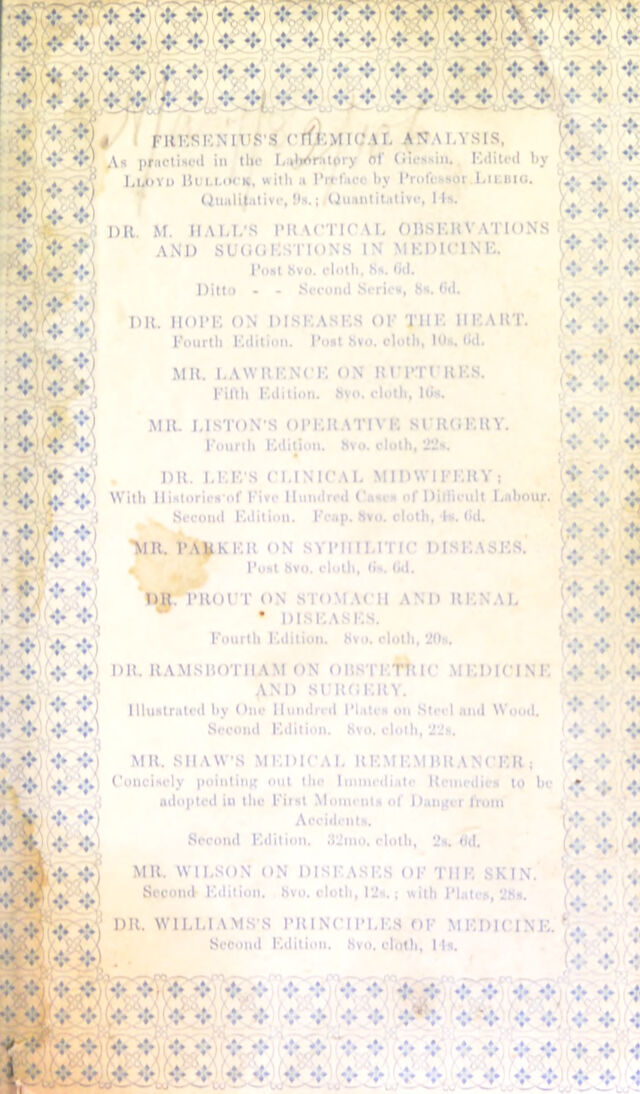 FRESENIUS'S CHEMICAL ANALYSIS,
As practised in the Laboratory of Giessin. Edited by
LLOYD BULLOCK, with a Preface by Professor LIEBIG.
Qualitative, 9s.; Quantitative, 14s.
DR. M. HALL'S PRACTICAL OBSERVATIONS
AND SUGGESTIONS IN MEDICINE.
Post 8vo. cloth, 8s. 6d.
Ditto - - Second Series, 8s. 6d.
DR. HOPE ON DISEASES OF THE HEART.
Fourth Edition. Post 8vo. cloth, 10s. 6d.
MR. LAWRENCE ON RUPTURES.
Fifth Edition. 8vo. cloth, 16s.
MR. LISTON'S OPERATIVE SURGERY.
Fourth Edition. 8vo. cloth, 22s.
DR. LEE'S CLINICAL MIDWIFERY;
With Histories of Five Hundred Cases of Difficult Labour.
Second Edition. Fcap. 8vo. cloth, 4s. 6d.
MR. PARKER ON SYPHILITIC DISEASES.
Post 8vo. cloth, 6s. 6d.
DR. PROUT ON STOMACH AND RENAL
DISEASES.
Fourth Edition. 8vo. cloth, 20s.
DR. RAMSBOTHAM ON OBSTETRIC MEDICINE
AND SURGERY.
Illustrated by One Hundred Plates on Steel and Wood.
Second Edition. 8vo. cloth, 22s.
MR. SHAW'S MEDICAL REMEMBRANCER;
Concisely pointing out the Immediate Remedies to be
adopted in the First Moments of Danger from
Accidents.
Second Edition. 32mo. cloth, 2s. 6d.
MR. WILSON ON DISEASES OF THE SKIN.
Second Edition. 8vo. cloth, 12s.; with Plates, 28s.
DR. WILLIAMS'S PRINCIPLES OF MEDICINE.
Second Edition. 8vo. cloth, 14s.